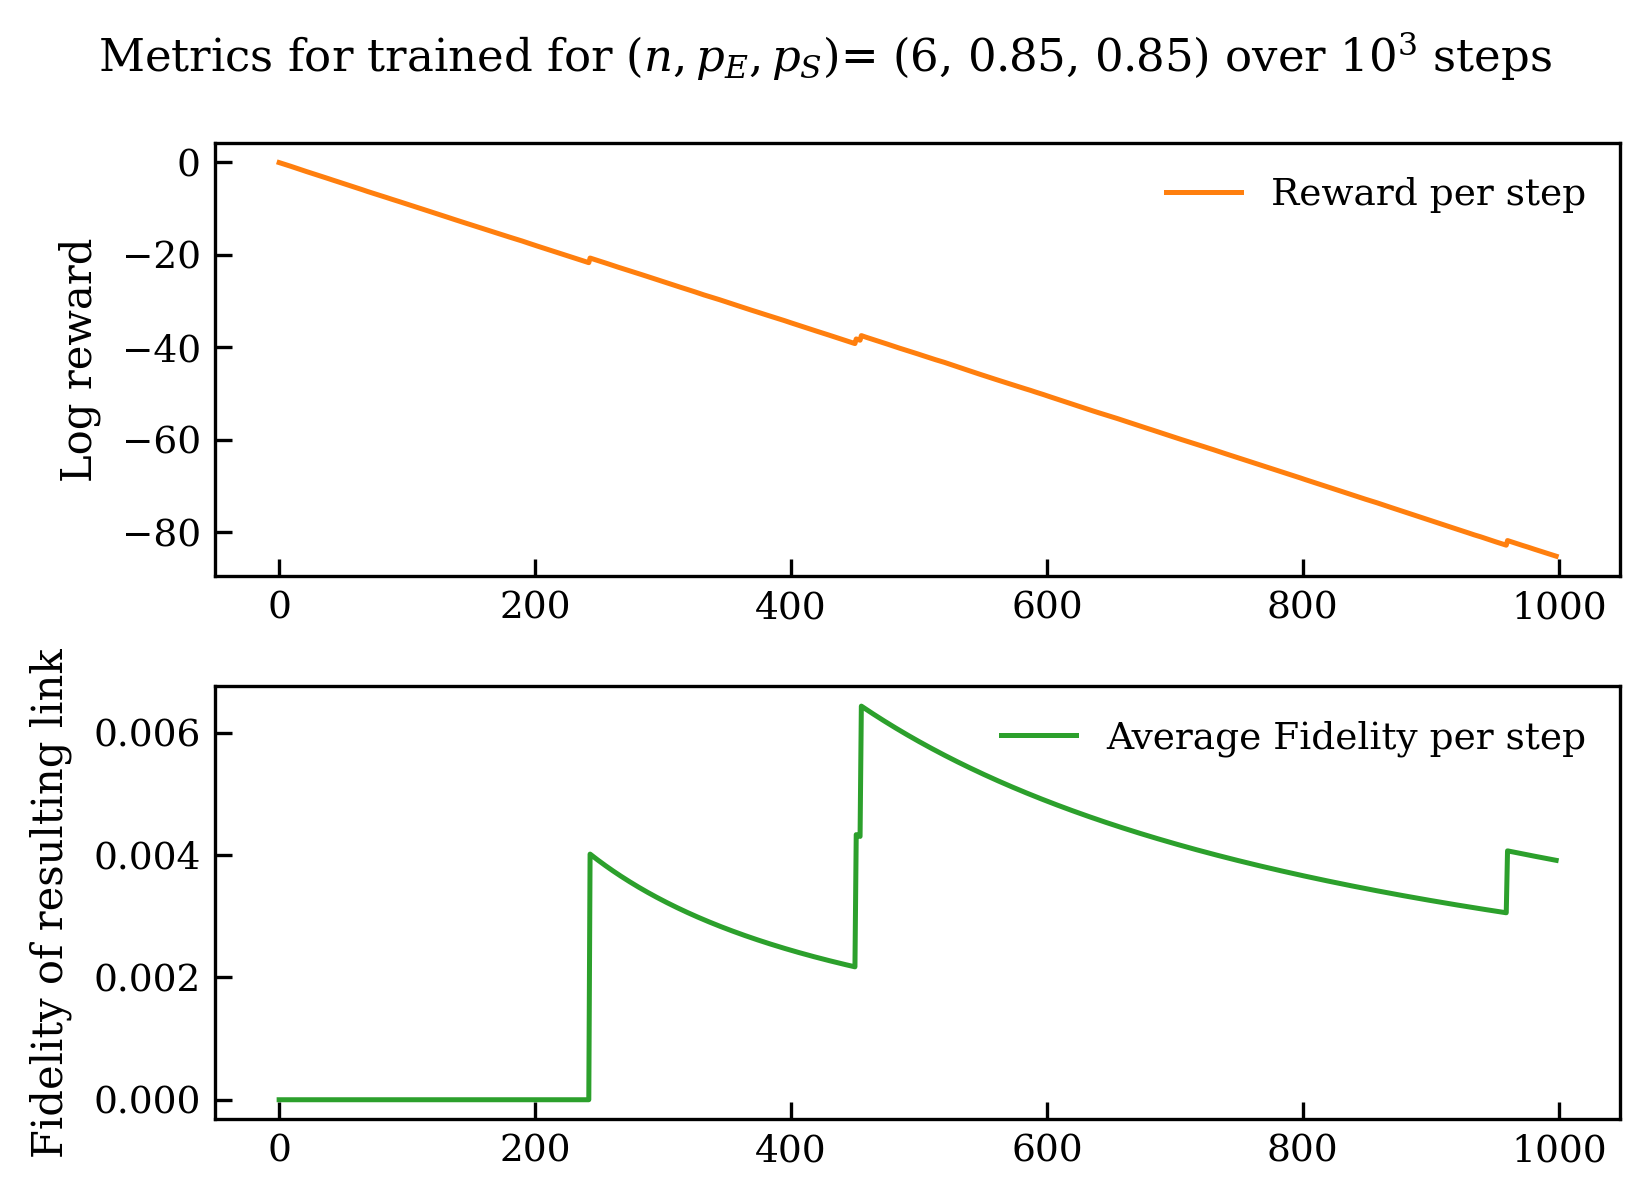 Metrics for trained for (n, p_E, p_S)= (6, 0.85, 0.85) over 10³ steps
Log reward
0
−20
−40
−60
−80
Reward per step
0 200 400 600 800 1000
Fidelity of resulting link
0.006
0.004
0.002
0.000
Average Fidelity per step
0 200 400 600 800 1000